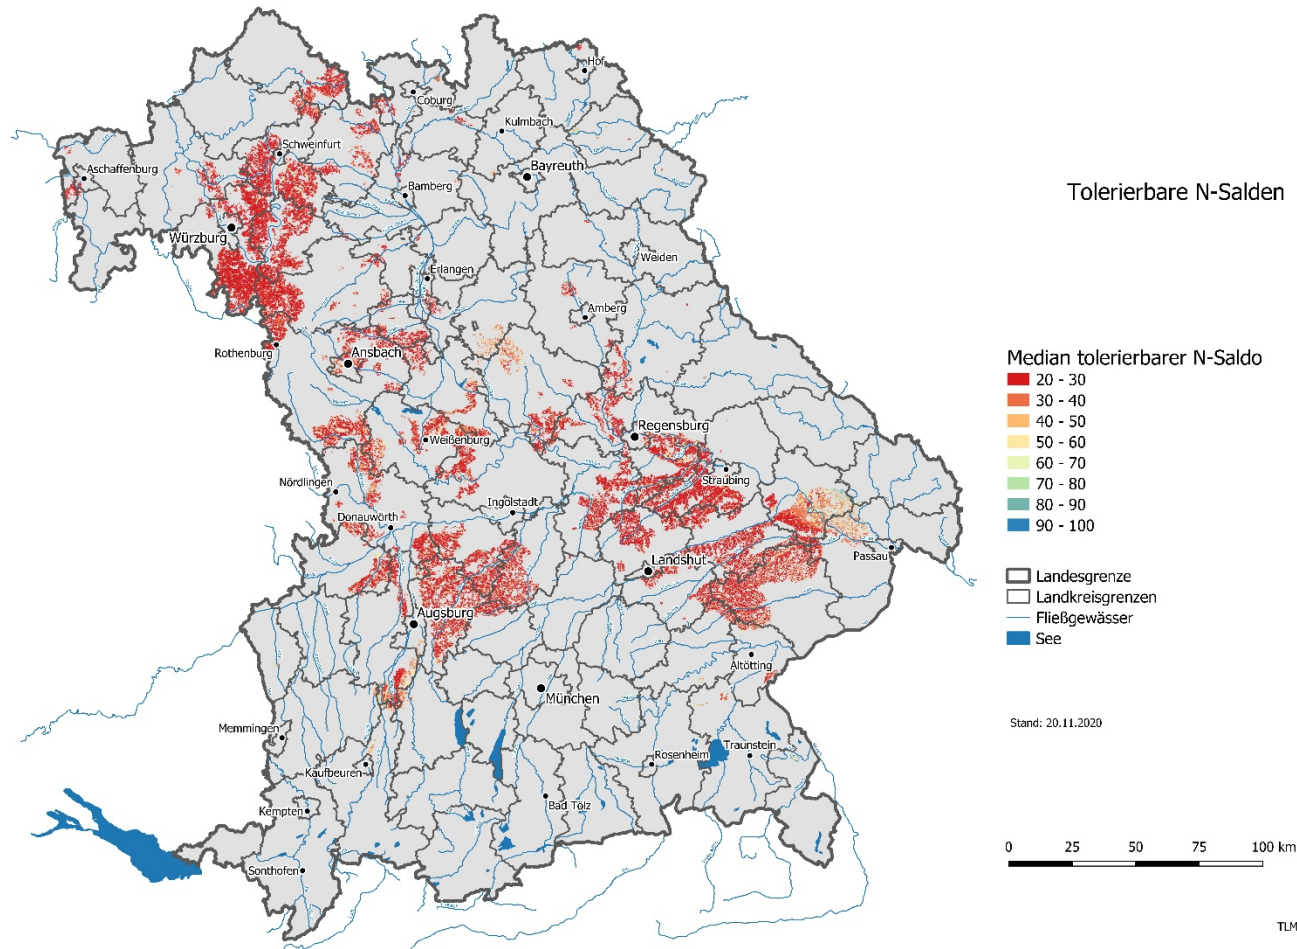 Hof
Coburg
Kulmbach
Schweinfurt
Aschaffenburg
Bayreuth
Bamberg
Tolerierbare N-Salden
Würzburg
Weiden
Erlangen
Amberg
Rothenburg
Ansbach
Median tolerierbarer N-Saldo
20 - 30
30 - 40
40 - 50
50 - 60
60 - 70
70 - 80
80 - 90
90 - 100
Regensburg
Weißenburg
Straubing
Nördlingen
Ingolstadt
Donauwörth
Passau
Landshut
Landesgrenze
Landkreisgrenzen
Fließgewässer
See
Augsburg
Altötting
München
Stand: 20.11.2020
Memmingen
Traunstein
Rosenheim
Kaufbeuren
Bad Tölz
Kempten
0 25 50 75 100 km
Sonthofen
TLM